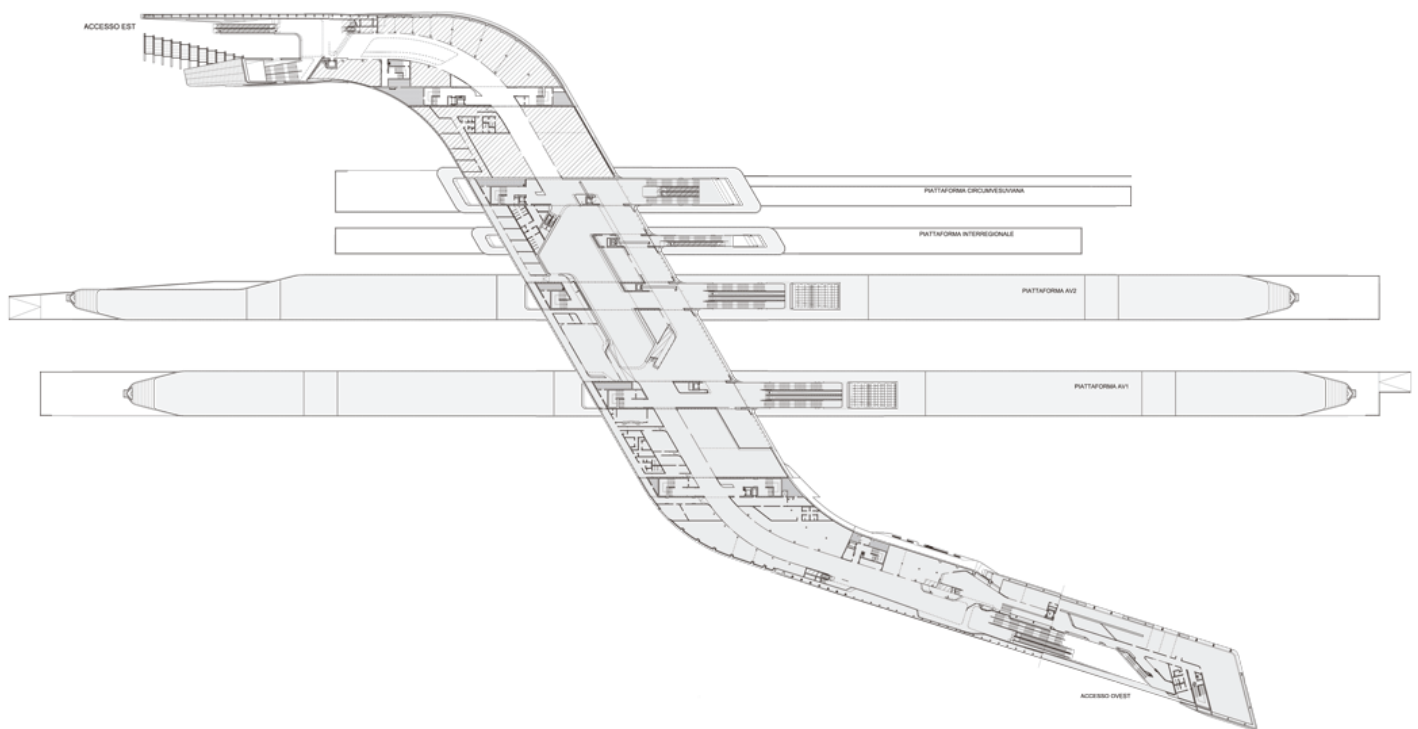 ACCESSO EST
PIATTAFORMA CIRCUMVESUVIANA
PIATTAFORMA INTERREGIONALE
PIATTAFORMA AV2
PIATTAFORMA AV1
ACCESSO OVEST